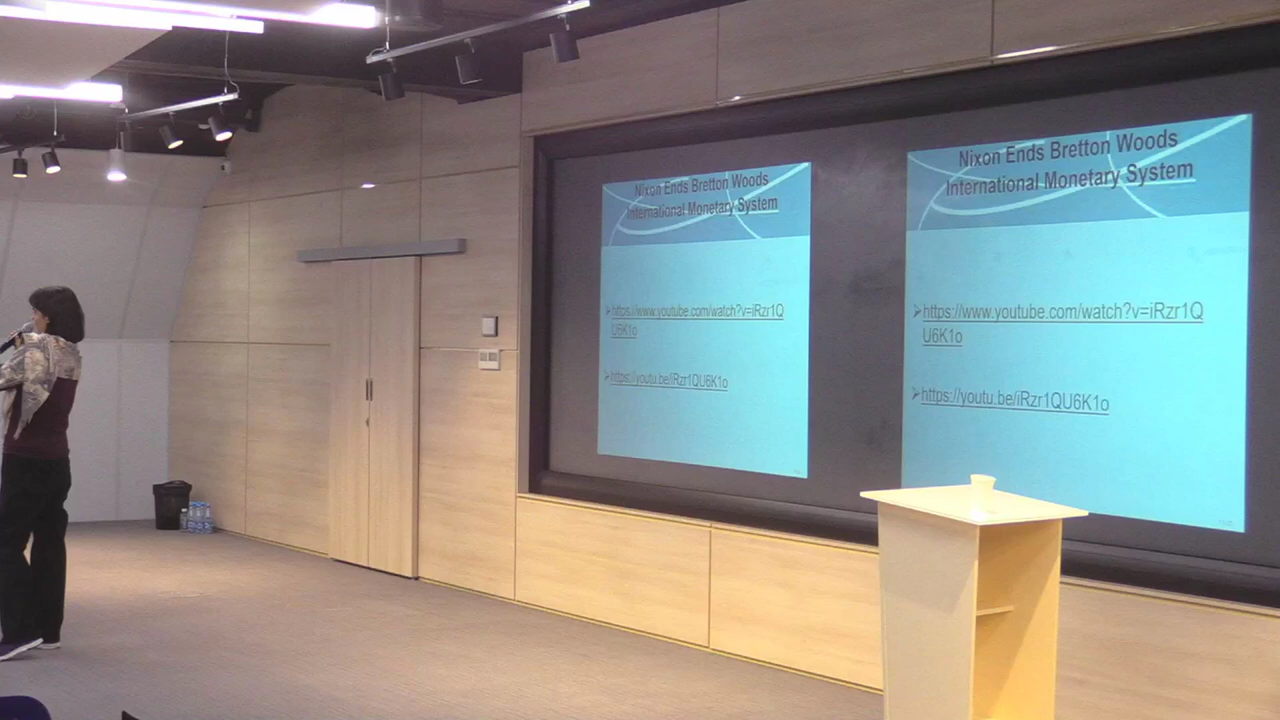 Nixon Ends Bretton Woods
International Monetary System
➢https://www.youtube.com/watch?v=iRzr1Q
U6K1o
➢https://youtu.be/iRzr1QU6K1o
Nixon Ends Bretton Woods
International Monetary System
➢https://www.youtube.com/watch?v=iRzr1Q
U6K1o
➢https://youtu.be/iRzr1QU6K1o